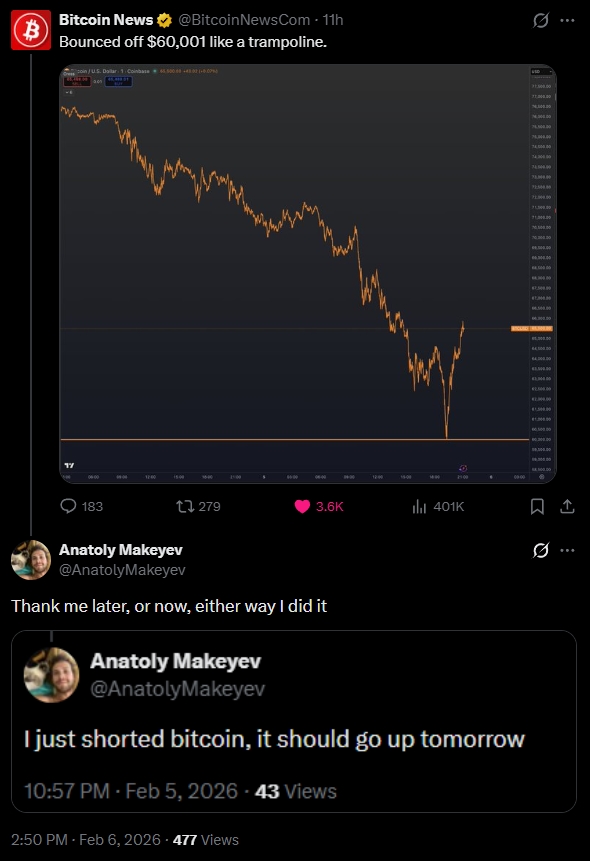 Bitcoin News @BitcoinNewsCom · 11h
Bounced off $60,001 like a trampoline.
183 279 3.6K 401K
Anatoly Makeyev
@AnatolyMakeyev
Thank me later, or now, either way I did it
Anatoly Makeyev
@AnatolyMakeyev
I just shorted bitcoin, it should go up tomorrow
10:57 PM · Feb 5, 2026 · 43 Views
2:50 PM · Feb 6, 2026 · 477 Views